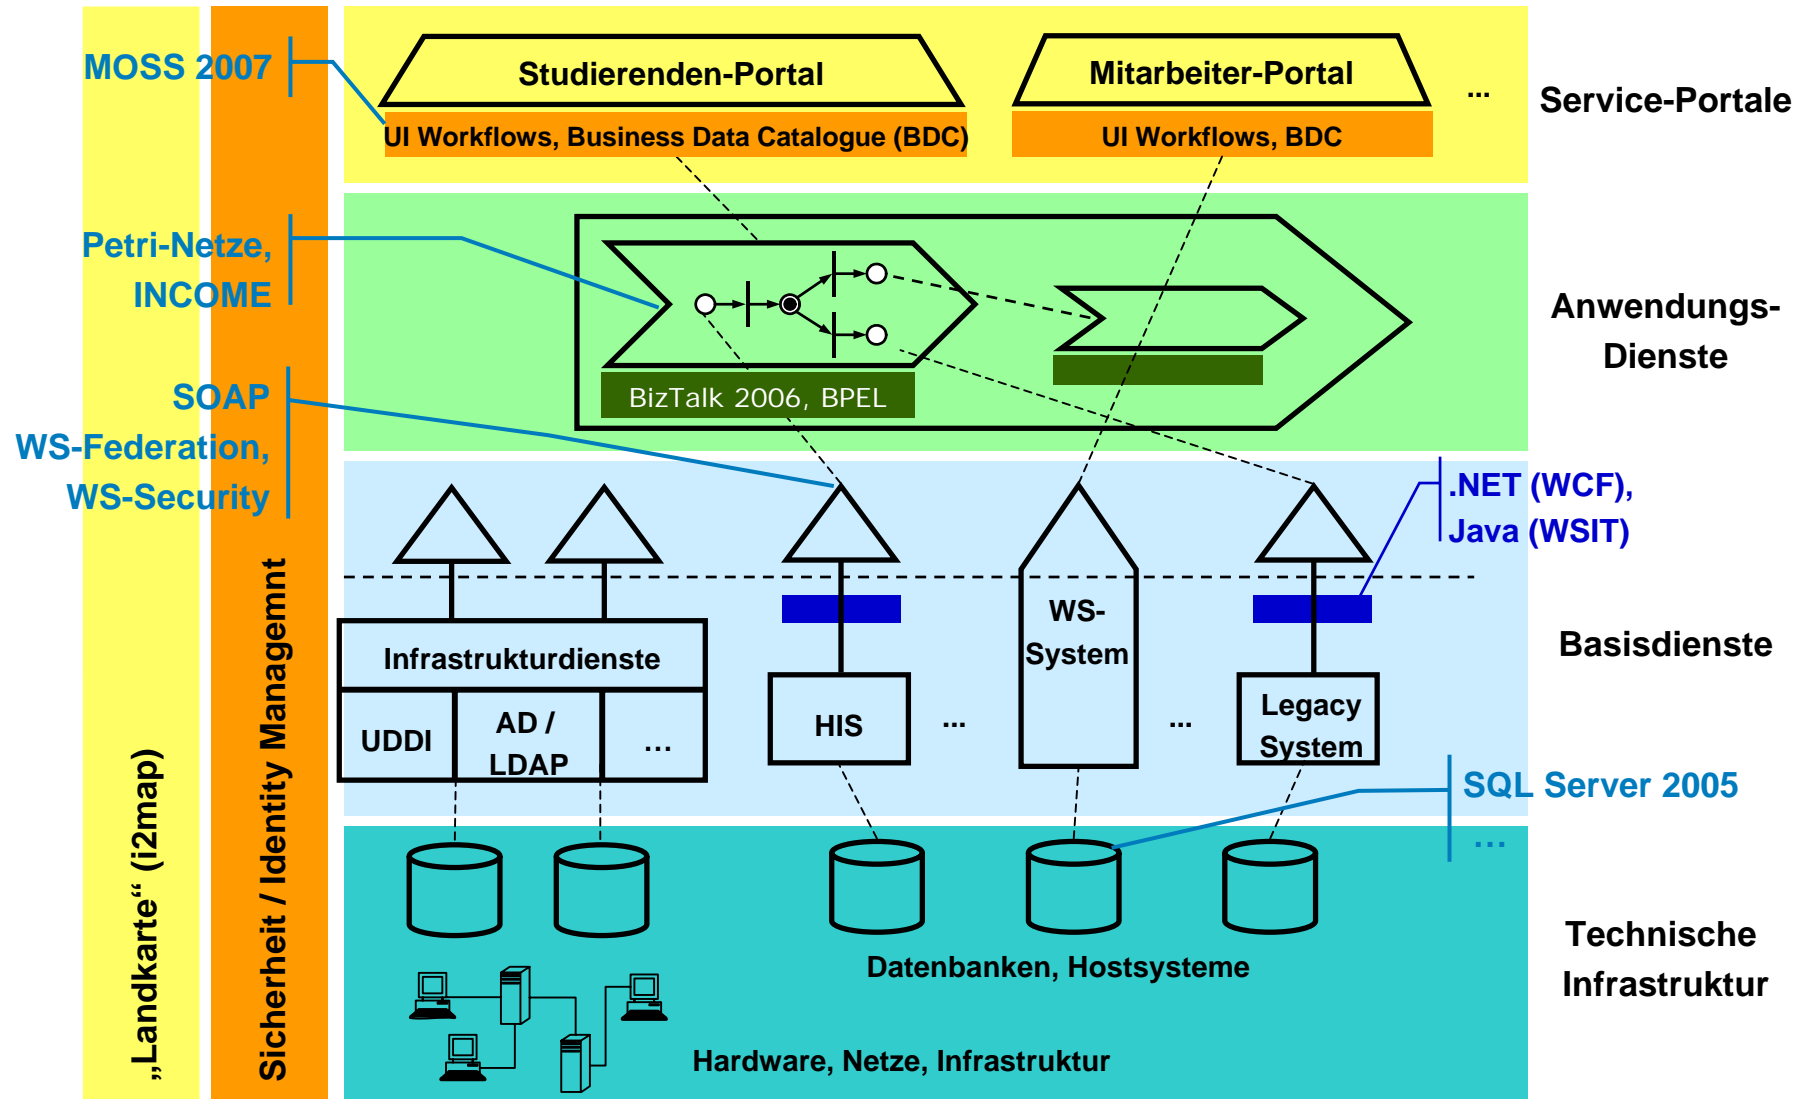 MOSS 2007
Studierenden-Portal
Mitarbeiter-Portal
...
Service-Portale
UI Workflows, Business Data Catalogue (BDC)
UI Workflows, BDC
Petri-Netze,
INCOME
Anwendungs-
Dienste
BizTalk 2006, BPEL
SOAP
WS-Federation,
WS-Security
.NET (WCF),
Java (WSIT)
WS-
System
Infrastrukturdienste
UDDI
AD /
LDAP
...
HIS
...
...
Legacy
System
Basisdienste
SQL Server 2005
...
Datenbanken, Hostsysteme
Hardware, Netze, Infrastruktur
Technische
Infrastruktur
„Landkarte“ (i2map)
Sicherheit / Identity Managemnt